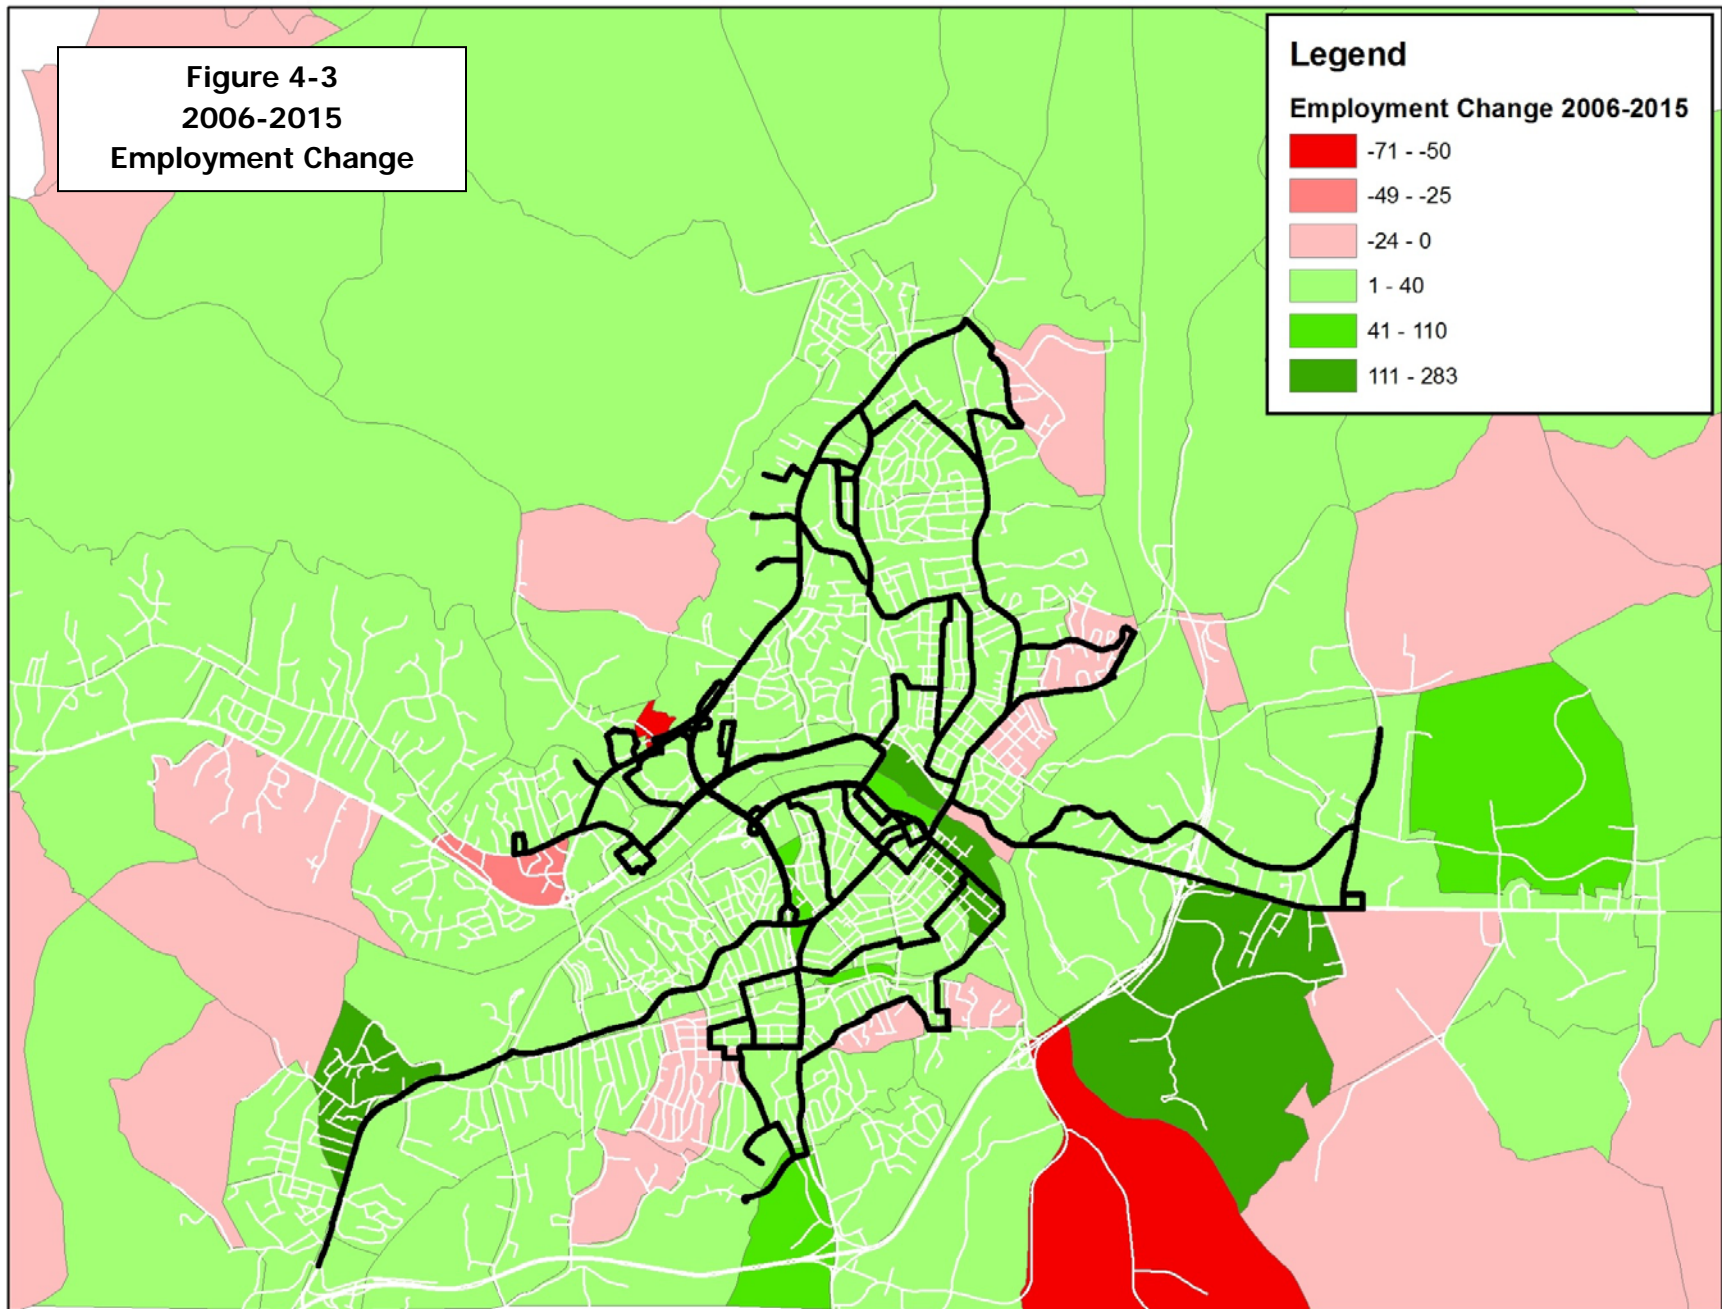 Figure 4-3
2006-2015
Employment Change
Legend
Employment Change 2006-2015
-71 - -50
-49 - -25
-24 - 0
1 - 40
41 - 110
111 - 283